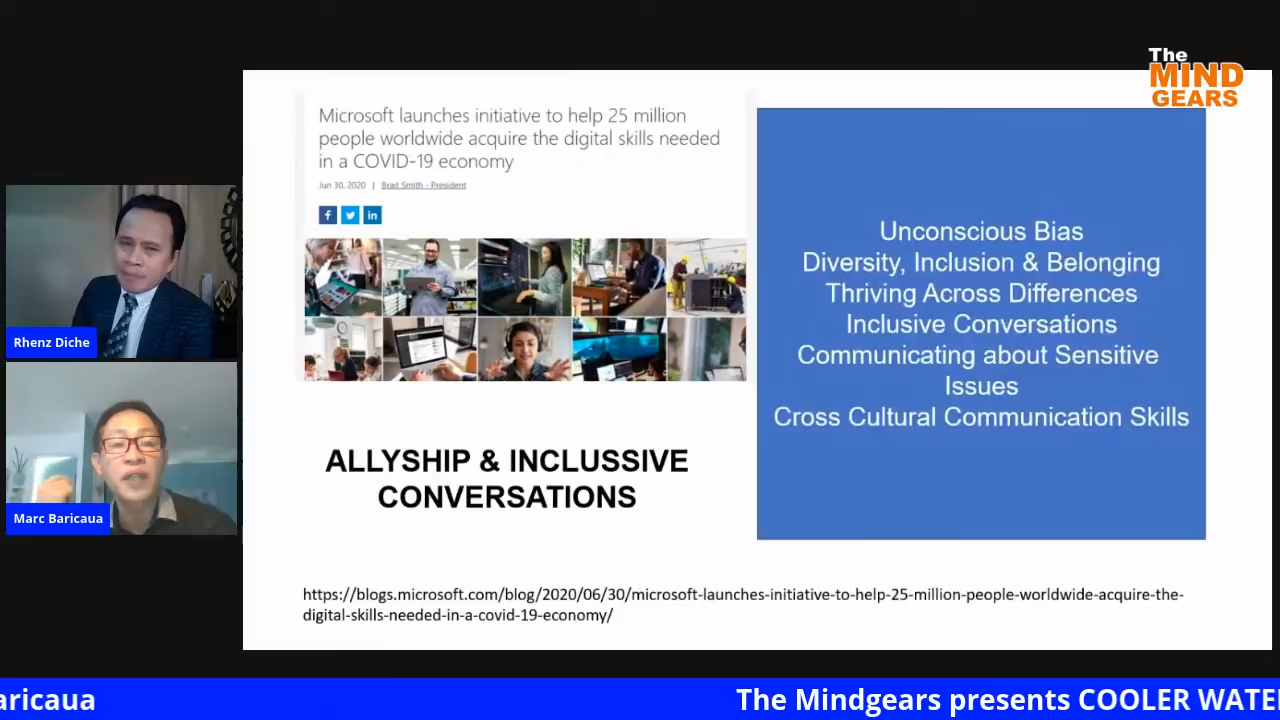 The
MIND
GEARS
Microsoft launches initiative to help 25 million
people worldwide acquire the digital skills needed
in a COVID-19 economy
Jun 30, 2020 | Brad Smith - President
f in
Unconscious Bias
Diversity, Inclusion & Belonging
Thriving Across Differences
Inclusive Conversations
Communicating about Sensitive
Issues
Cross Cultural Communication Skills
Rhenz Diche
Marc Baricaua
ALLYSHIP & INCLUSSIVE
CONVERSATIONS
https://blogs.microsoft.com/blog/2020/06/30/microsoft-launches-initiative-to-help-25-million-people-worldwide-acquire-the-
digital-skills-needed-in-a-covid-19-economy/
aricaua The Mindgears presents COOLER WATE